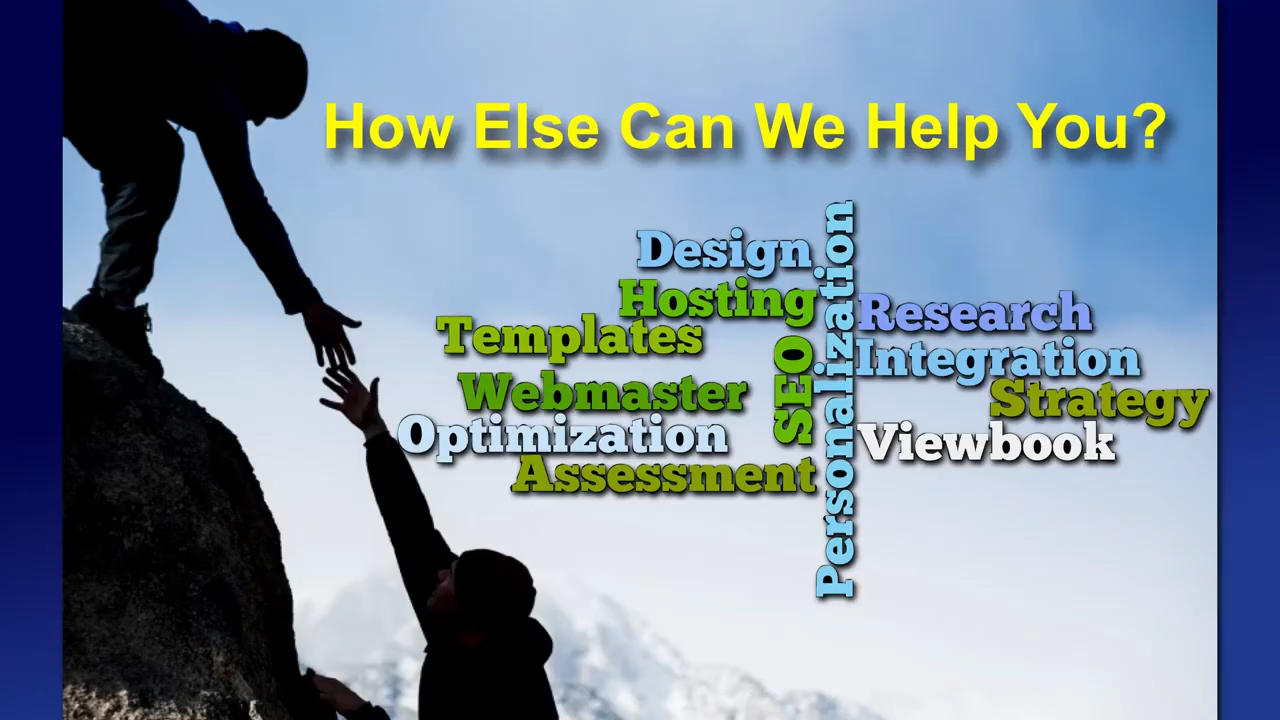 How Else Can We Help You?
Design
Hosting
Templates
Webmaster
Optimization
Assessment
SEO
Personalization
Research
Integration
Strategy
Viewbook